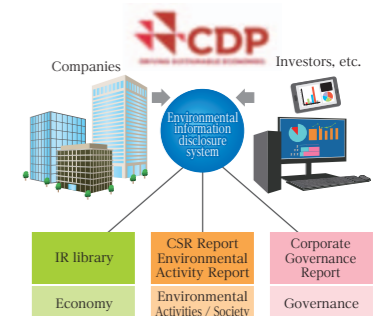 CDP
DRIVING SUSTAINABLE ECONOMIES
Companies
Investors, etc.
Environmental
information
disclosure
system
IR library
CSR Report
Environmental
Activity Report
Corporate
Governance
Report
Economy
Environmental
Activities / Society
Governance